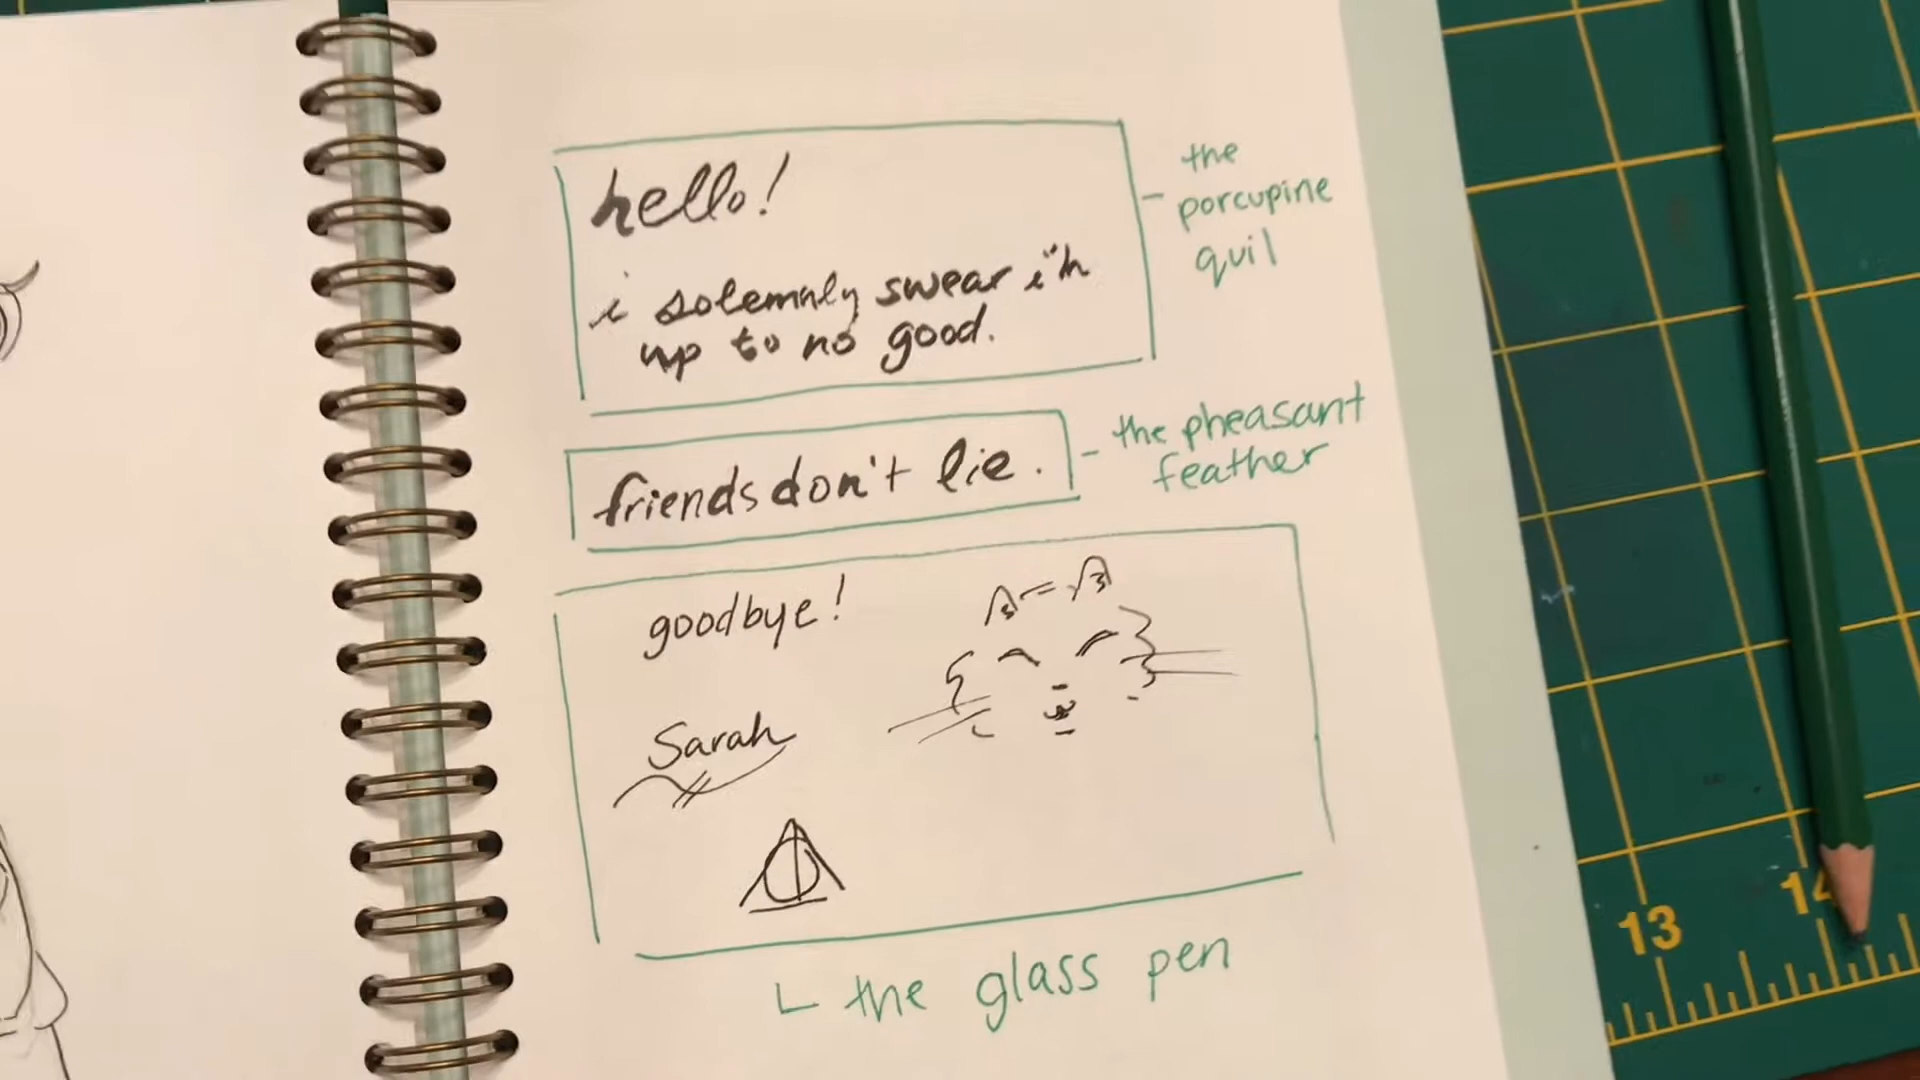 hello!
i solemnly swear i'm
up to no good.
the
porcupine
quil
friends don't lie.
the pheasant
feather
goodbye!
Sarah
the glass pen
13
14